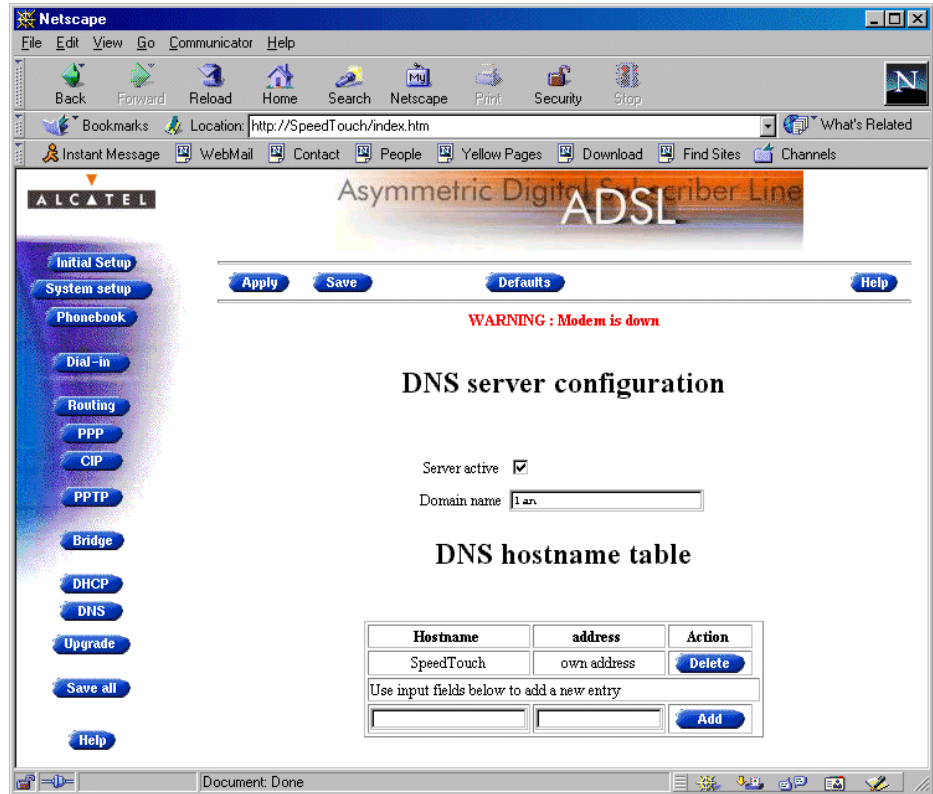 Netscape
File Edit View Go Communicator Help
Back Forward Reload Home Search Netscape Print Security Stop
My
N
Bookmarks Location: http://SpeedTouch/index.htm What's Related
Instant Message WebMail Contact People Yellow Pages Download Find Sites Channels
ALCATEL
Asymmetric Digital Subscriber Line
ADSL
Initial Setup
System setup
Phonebook
Dial-in
Routing
PPP
CIP
PPTP
Bridge
DHCP
DNS
Upgrade
Save all
Help
Apply Save Defaults Help
WARNING : Modem is down
DNS server configuration
Server active
Domain name lan
DNS hostname table
Hostname address Action
SpeedTouch own address Delete
Use input fields below to add a new entry
Add
Document: Done